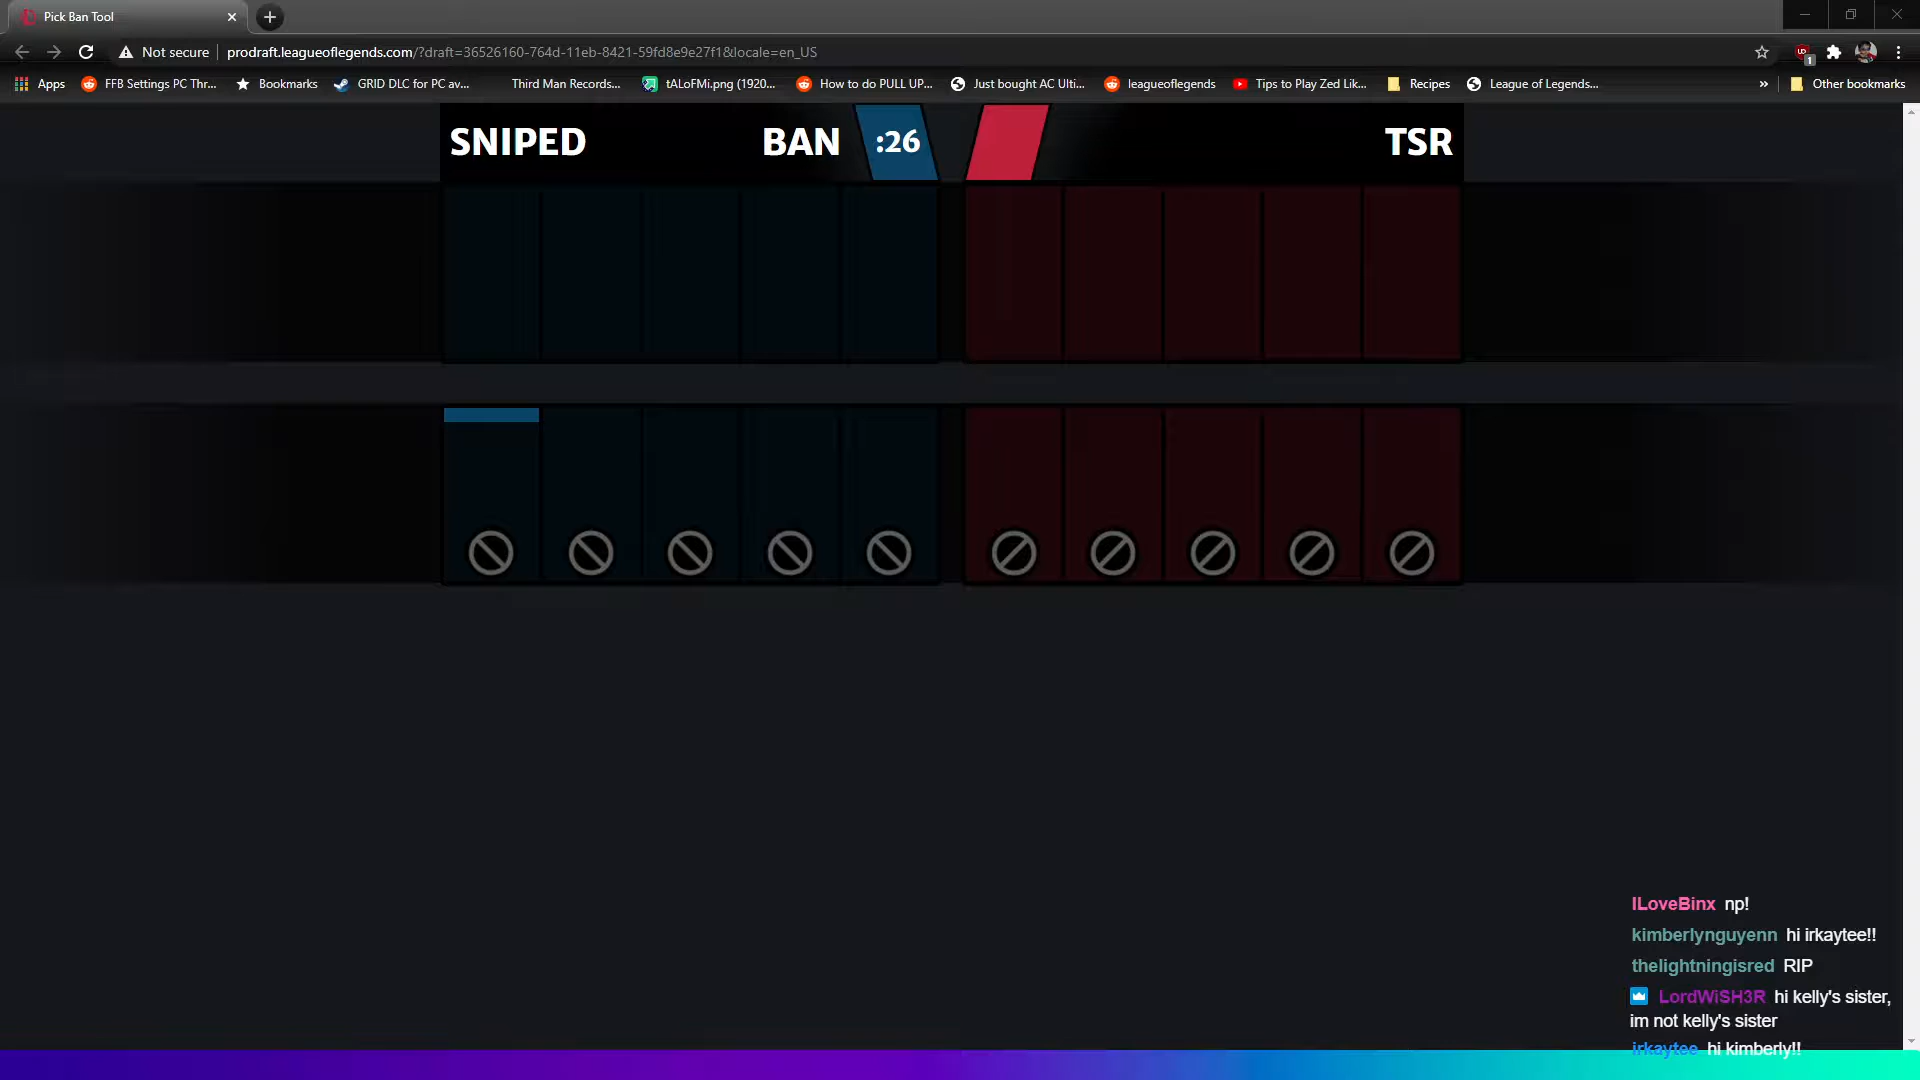 Pick Ban Tool
Not secure prodraft.leagueoflegends.com/?draft=36526160-764d-11eb-8421-59fd8e9e27f1&locale=en_US
1
Apps FFB Settings PC Thr... Bookmarks GRID DLC for PC av... Third Man Records... tALoFMi.png (1920... How to do PULL UP... Just bought AC Ulti... leagueoflegends Tips to Play Zed Lik... Recipes League of Legends... » Other bookmarks
SNIPED BAN :26 TSR
ILoveBinx np!
kimberlynguyenn hi irkaytee!!
thelightningisred RIP
LordWiSH3R hi kelly's sister,
im not kelly's sister
irkaytee hi kimberly!!